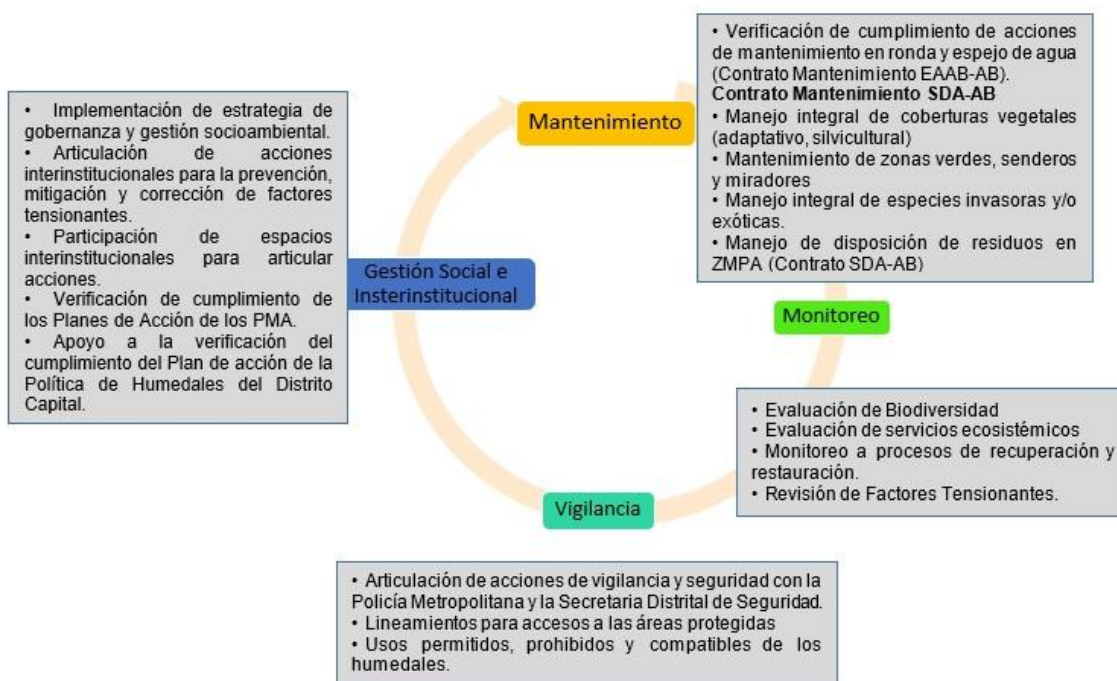 • Verificación de cumplimiento de acciones
de mantenimiento en ronda y espejo de agua
(Contrato Mantenimiento EAAB-AB).
Contrato Mantenimiento SDA-AB
• Manejo integral de coberturas vegetales
(adaptativo, silvicultural)
• Mantenimiento de zonas verdes, senderos
y miradores
• Manejo integral de especies invasoras y/o
exóticas.
• Manejo de disposición de residuos en
ZMPA (Contrato SDA-AB)
Mantenimiento
• Implementación de estrategia de
gobernanza y gestión socioambiental.
• Articulación de acciones
interinstitucionales para la prevención,
mitigación y corrección de factores
tensionantes.
• Participación de espacios
interinstitucionales para articular
acciones.
• Verificación de cumplimiento de
los Planes de Acción de los PMA.
• Apoyo a la verificación del
cumplimiento del Plan de acción de la
Política de Humedales del Distrito
Capital.
Gestión Social e
Insterinstitucional
Monitoreo
• Evaluación de Biodiversidad
• Evaluación de servicios ecosistémicos
• Monitoreo a procesos de recuperación y
restauración.
• Revisión de Factores Tensionantes.
Vigilancia
• Articulación de acciones de vigilancia y seguridad con la
Policía Metropolitana y la Secretaria Distrital de Seguridad.
• Lineamientos para accesos a las áreas protegidas
• Usos permitidos, prohibidos y compatibles de los
humedales.